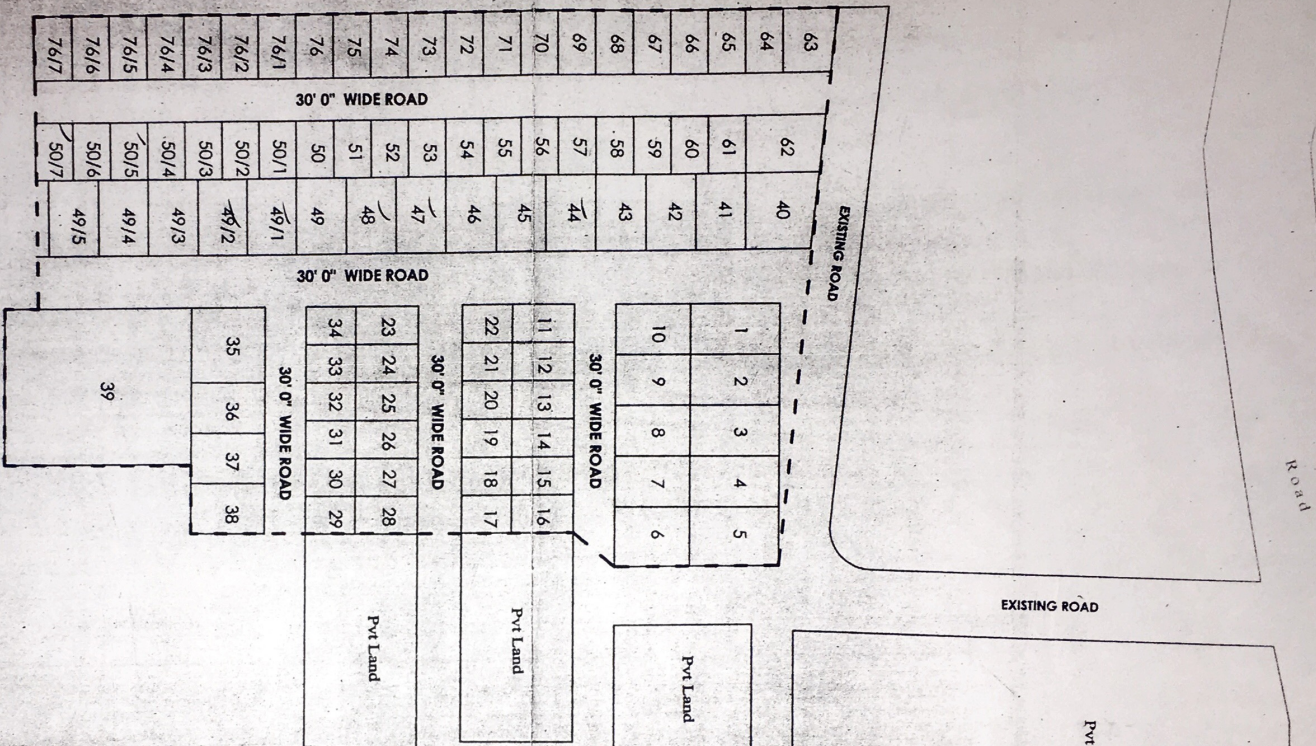 76/7 76/6 76/5 76/4 76/3 76/2 76/1 76 75 74 73 72 71 70 69 68 67 66 65 64 63
30' 0" WIDE ROAD
50/7 50/6 50/5 50/4 50/3 50/2 50/1 50 51 52 53 54 55 56 57 58 59 60 61 62
49/5 49/4 49/3 49/2 49/1 49 48 47 46 45 44 43 42 41 40
EXISTING ROAD
30' 0" WIDE ROAD
39
35 36 37 38
30' 0" WIDE ROAD
34 33 32 31 30 29
23 24 25 26 27 28
30' 0" WIDE ROAD
22 21 20 19 18 17
11 12 13 14 15 16
30' 0" WIDE ROAD
10 9 8 7 6
1 2 3 4 5
Road
EXISTING ROAD
Pvt Land
Pvt Land
Pvt Land
Pvt